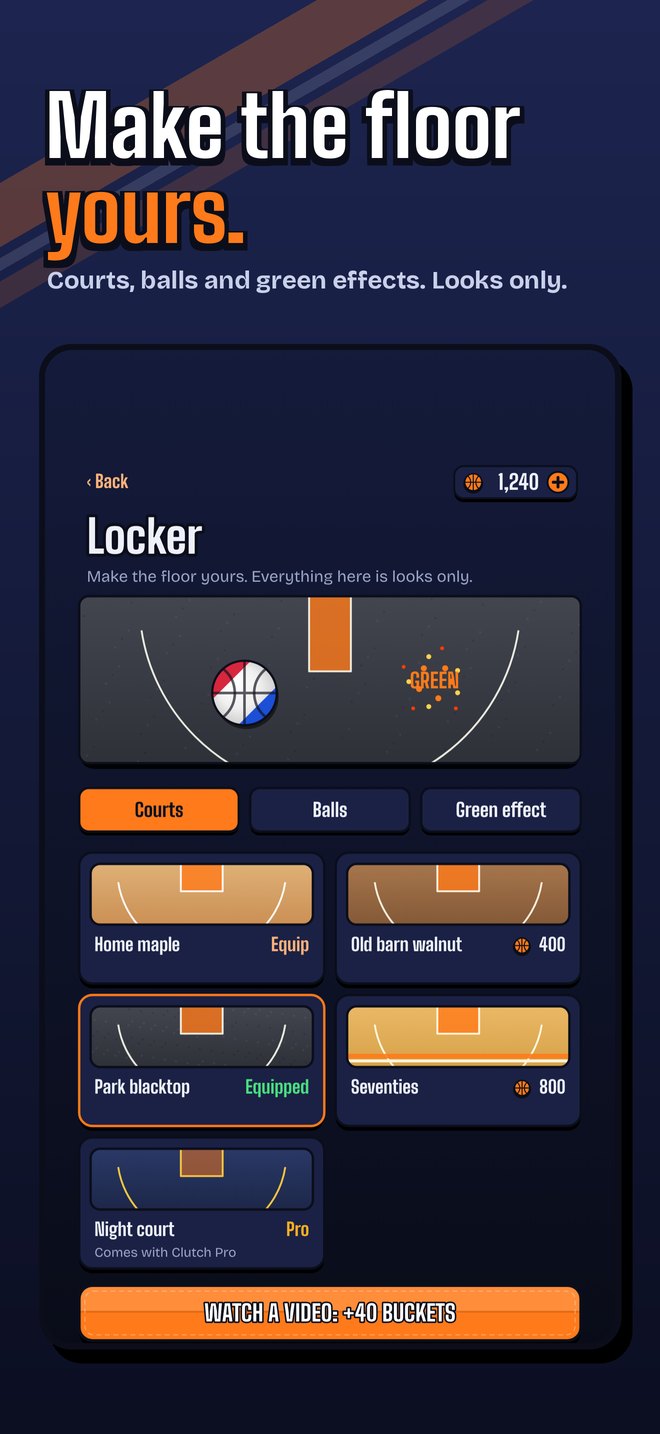 Make the floor
yours.
Courts, balls and green effects. Looks only.
‹ Back
1,240
Locker
Make the floor yours. Everything here is looks only.
GREEN
Courts
Balls
Green effect
Home maple
Equip
Old barn walnut
400
Park blacktop
Equipped
Seventies
800
Night court
Pro
Comes with Clutch Pro
WATCH A VIDEO: +40 BUCKETS